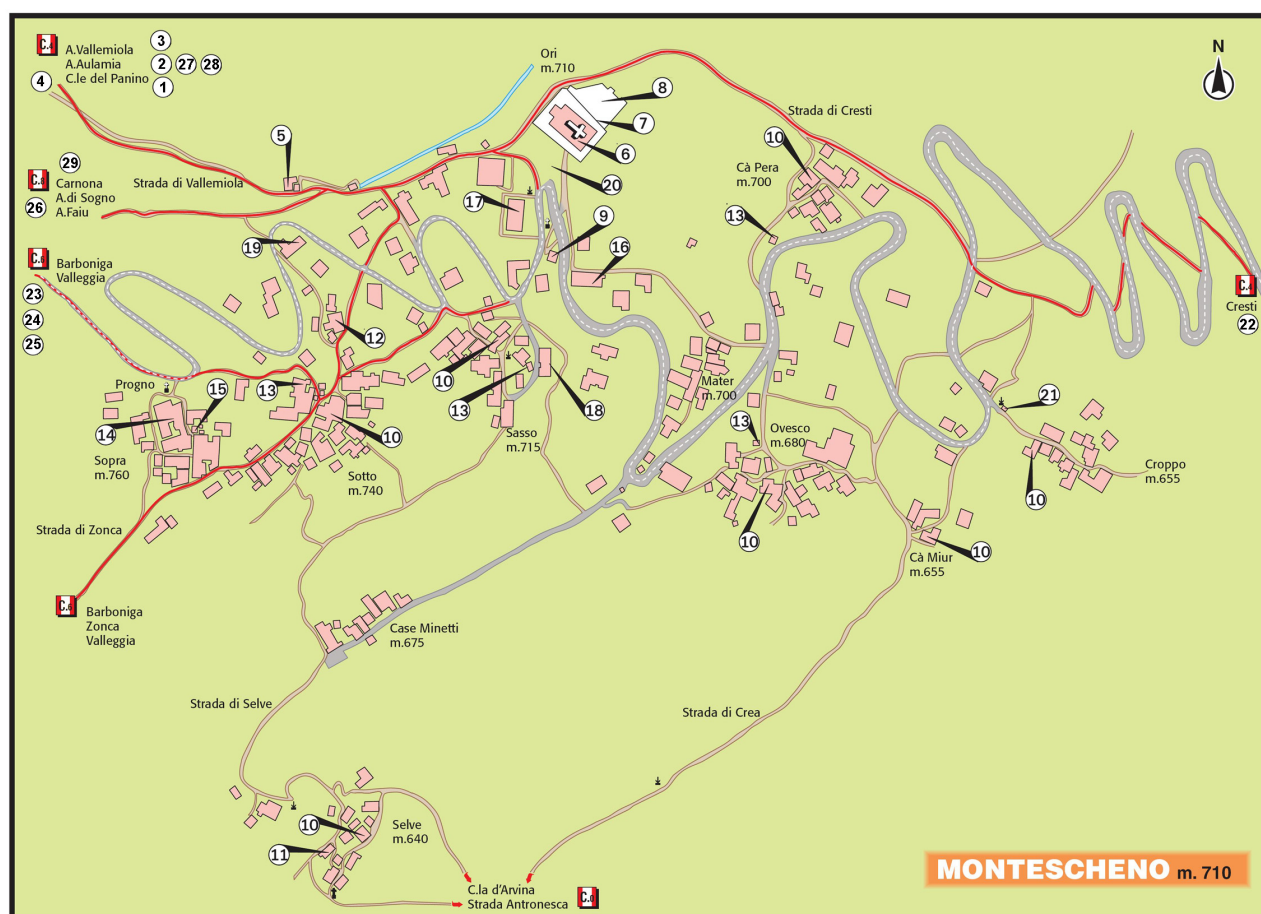 C.4
A.Vallemiola
A.Aulamia
C.le del Panino
3
2
27
28
1
4
Ori
m.710
8
7
6
N
Strada di Cresti
5
29
Carnona
A.di Sogno
A.Faiu
26
Strada di Vallemiola
10
Cà Pera
m.700
20
17
9
13
19
16
Barboniga
Valleggia
23
24
25
C.4
Cresti
22
12
Progno
15
13
10
13
18
Mater
m.700
21
14
10
Sasso
m.715
13
Ovesco
m.680
Sopra
m.760
Sotto
m.740
10
Croppo
m.655
Strada di Zonca
10
10
Cà Miur
m.655
Barboniga
Zonca
Valleggia
Case Minetti
m.675
Strada di Selve
Strada di Crea
10
Selve
m.640
11
C.la d'Arvina
Strada Antronesca
C.0
MONTESCHENO m. 710